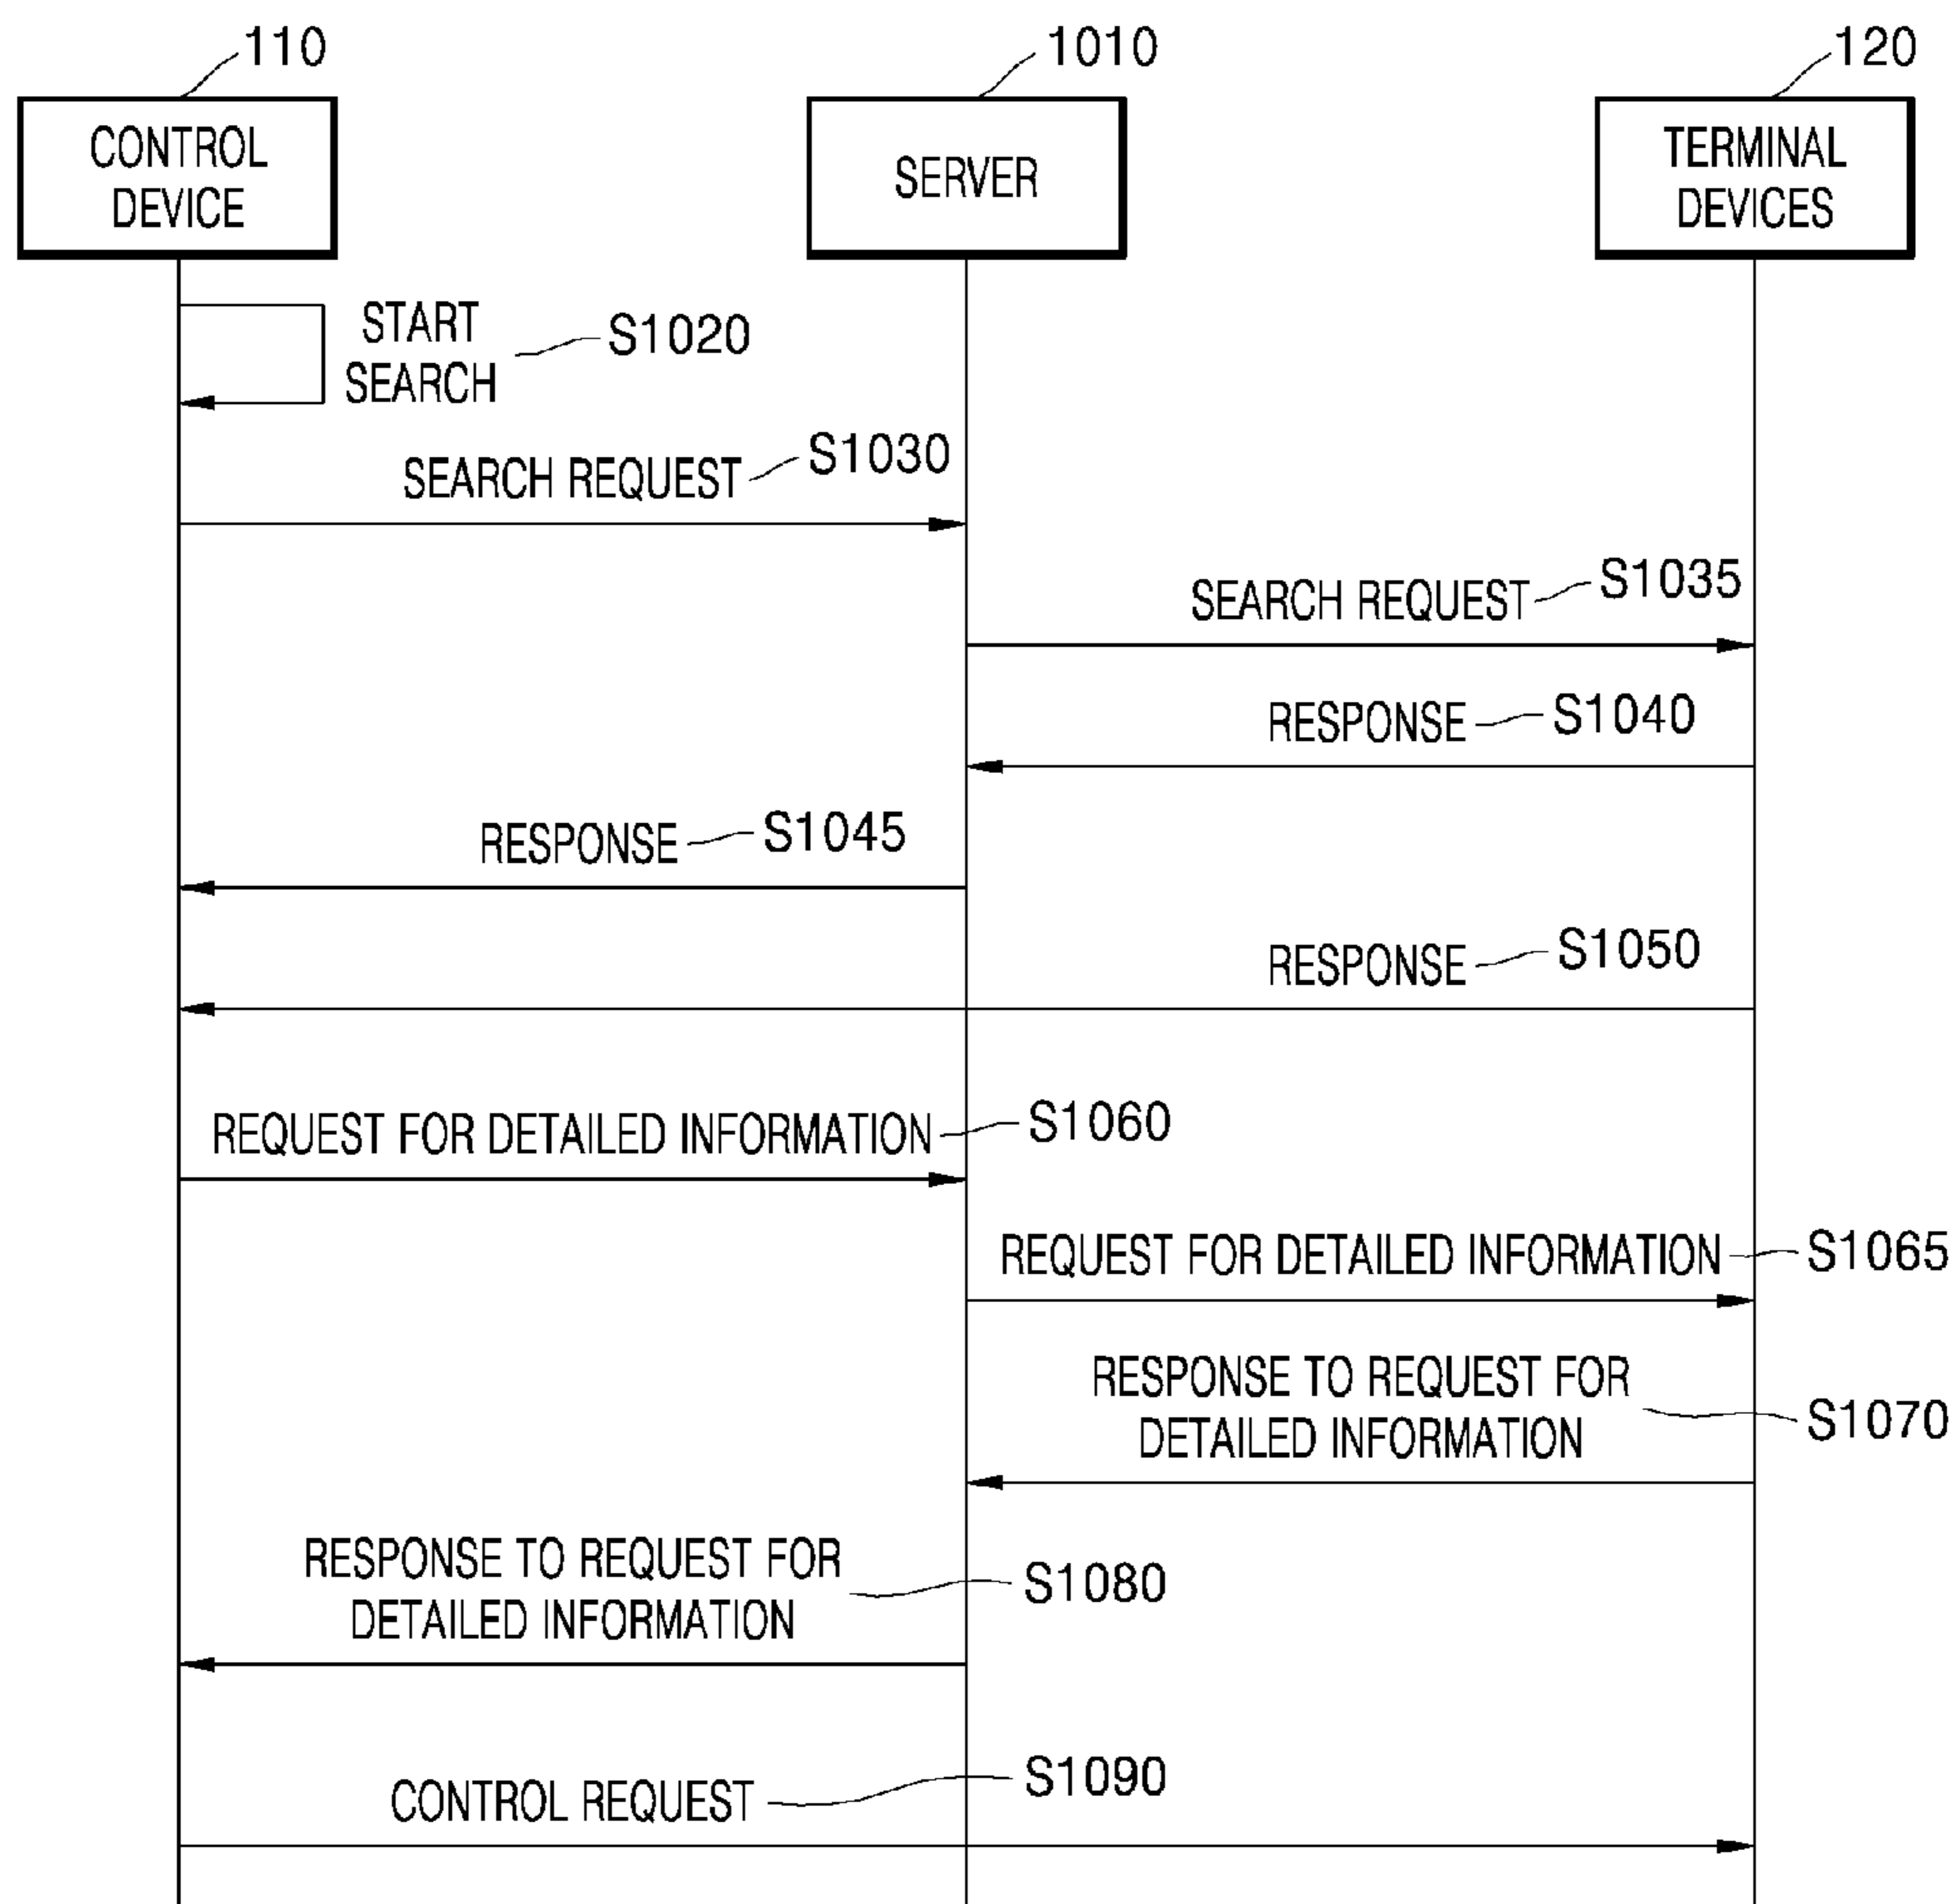 110
1010
120
CONTROL
DEVICE
SERVER
TERMINAL
DEVICES
START
SEARCH
S1020
SEARCH REQUEST
S1030
SEARCH REQUEST
S1035
RESPONSE
S1040
RESPONSE
S1045
RESPONSE
S1050
REQUEST FOR DETAILED INFORMATION
S1060
REQUEST FOR DETAILED INFORMATION
S1065
RESPONSE TO REQUEST FOR
DETAILED INFORMATION
S1070
RESPONSE TO REQUEST FOR
DETAILED INFORMATION
S1080
CONTROL REQUEST
S1090